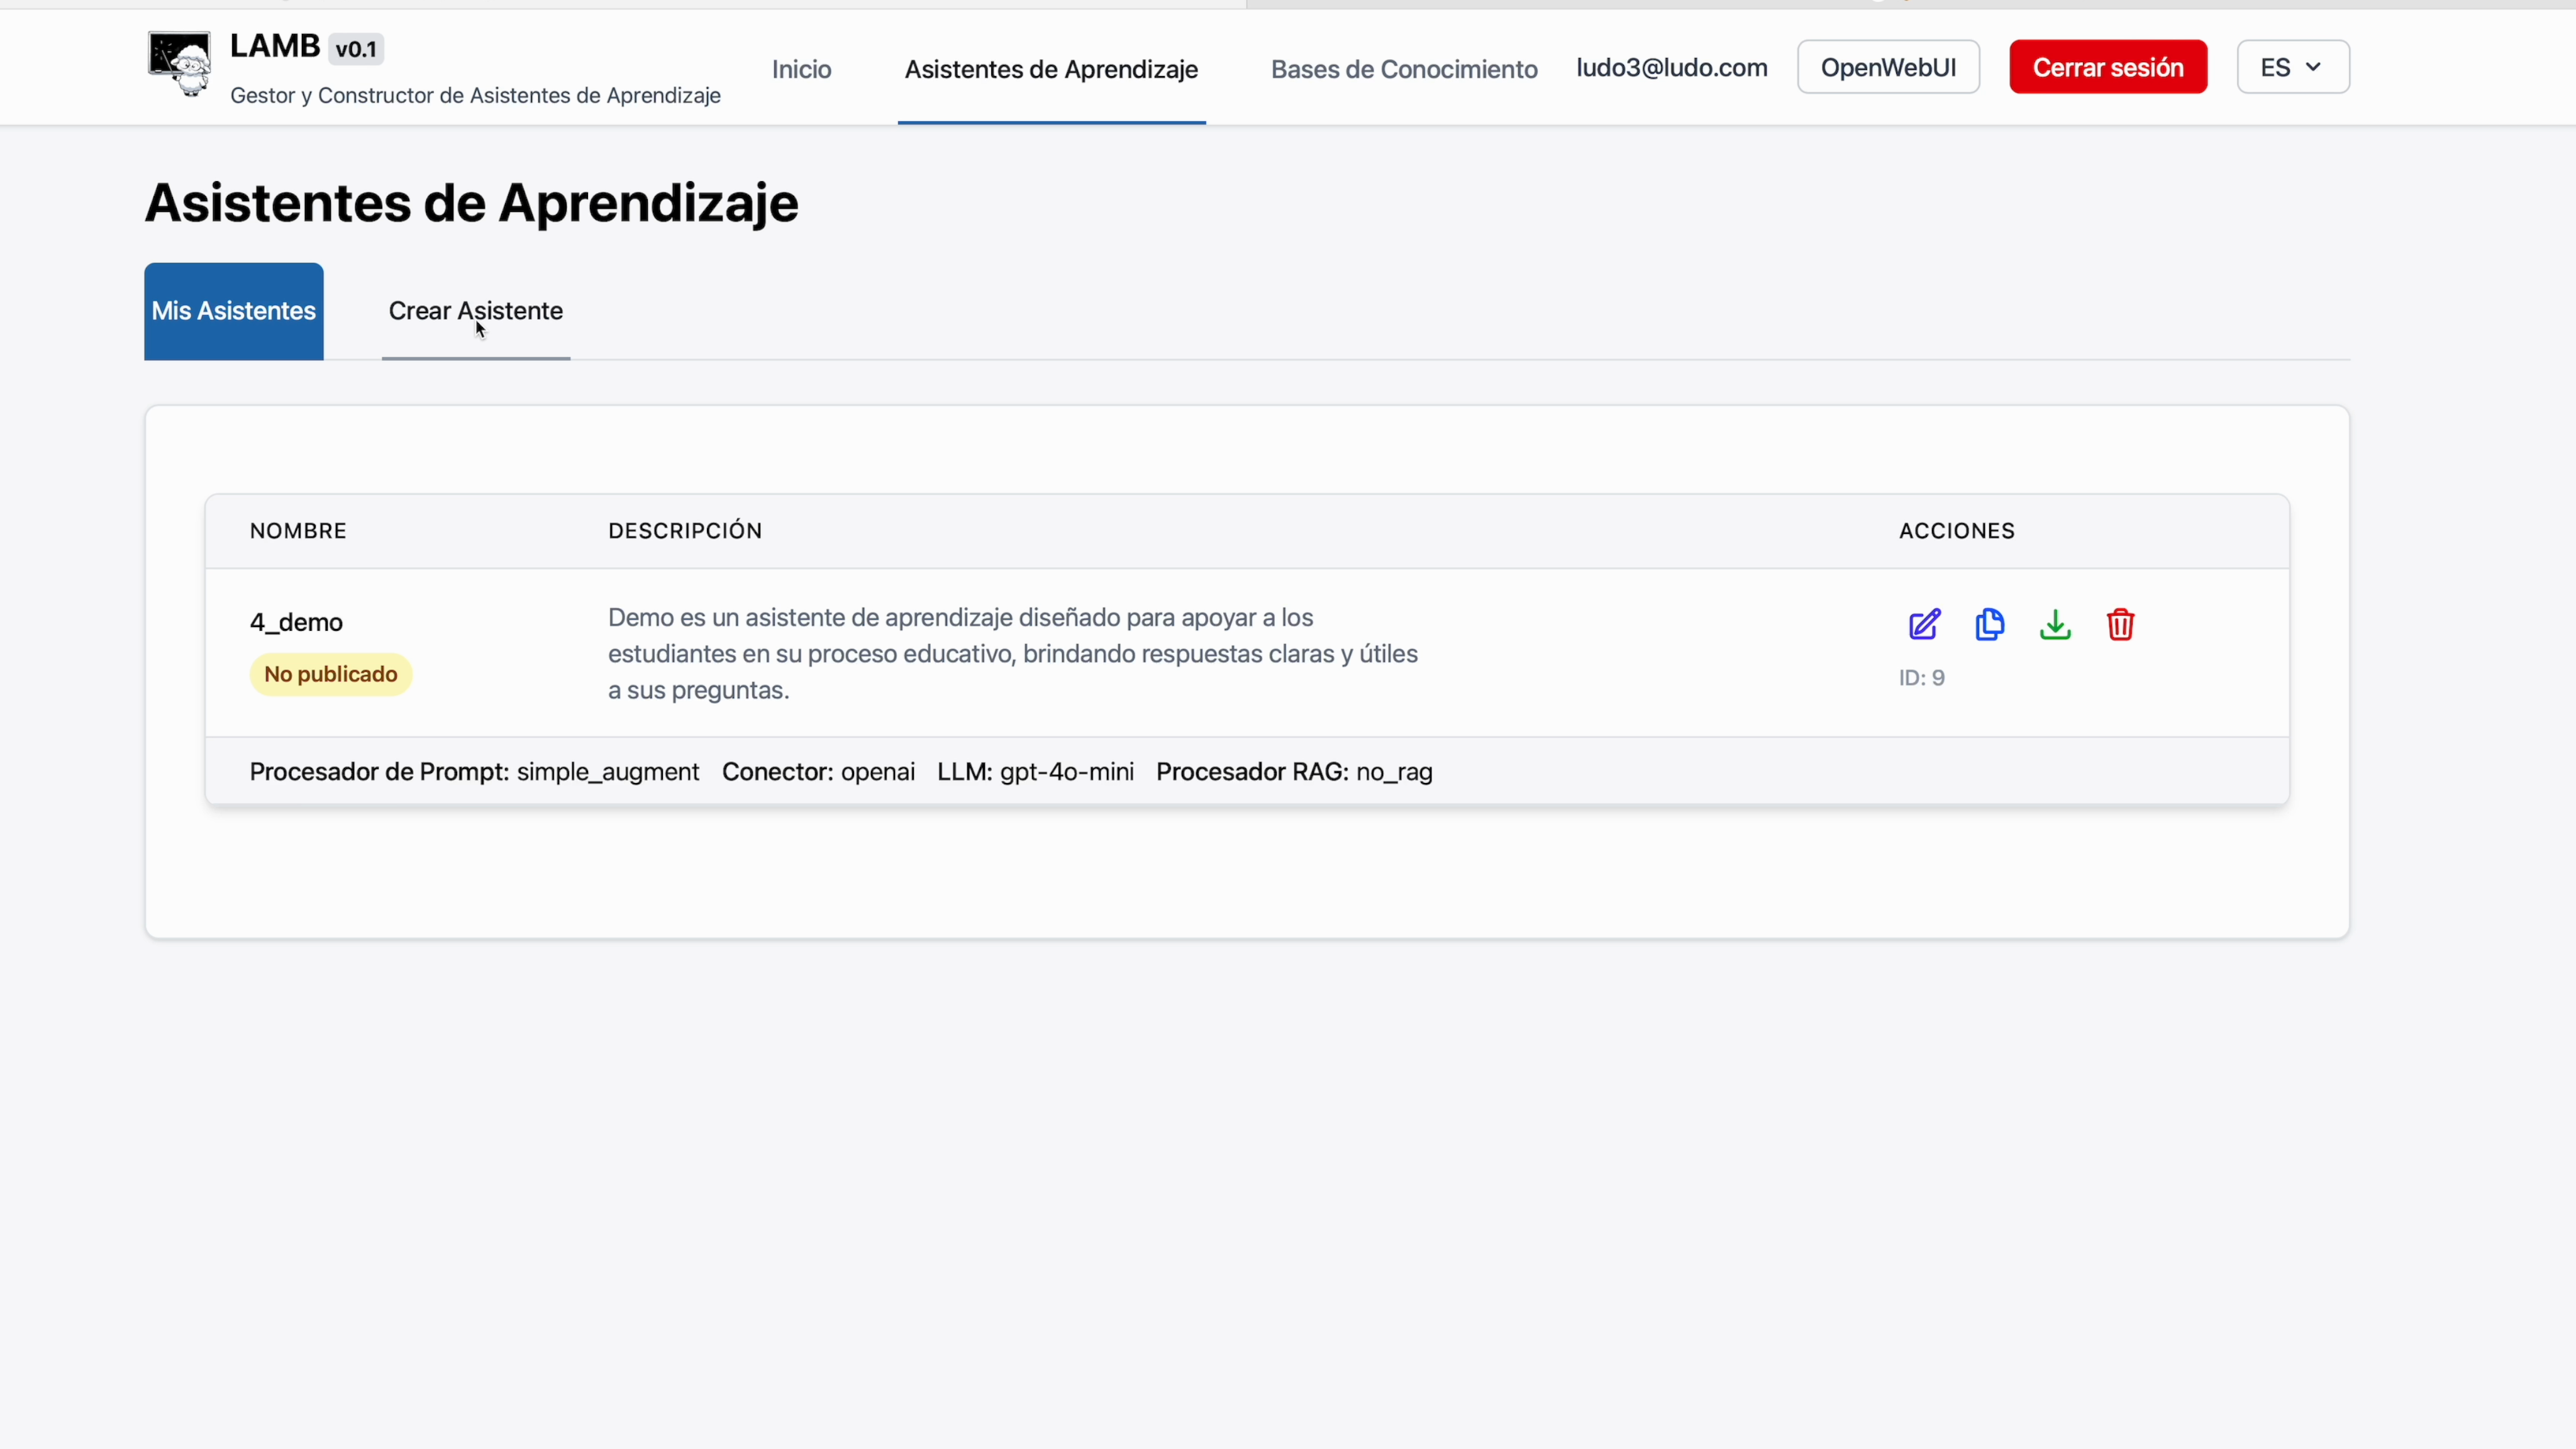 LAMB v0.1
Gestor y Constructor de Asistentes de Aprendizaje
Inicio
Asistentes de Aprendizaje
Bases de Conocimiento
ludo3@ludo.com
OpenWebUI
Cerrar sesión
ES
Asistentes de Aprendizaje
Mis Asistentes
Crear Asistente
NOMBRE
DESCRIPCIÓN
ACCIONES
4_demo
No publicado
Demo es un asistente de aprendizaje diseñado para apoyar a los
estudiantes en su proceso educativo, brindando respuestas claras y útiles
a sus preguntas.
ID: 9
Procesador de Prompt: simple_augment Conector: openai LLM: gpt-4o-mini Procesador RAG: no_rag